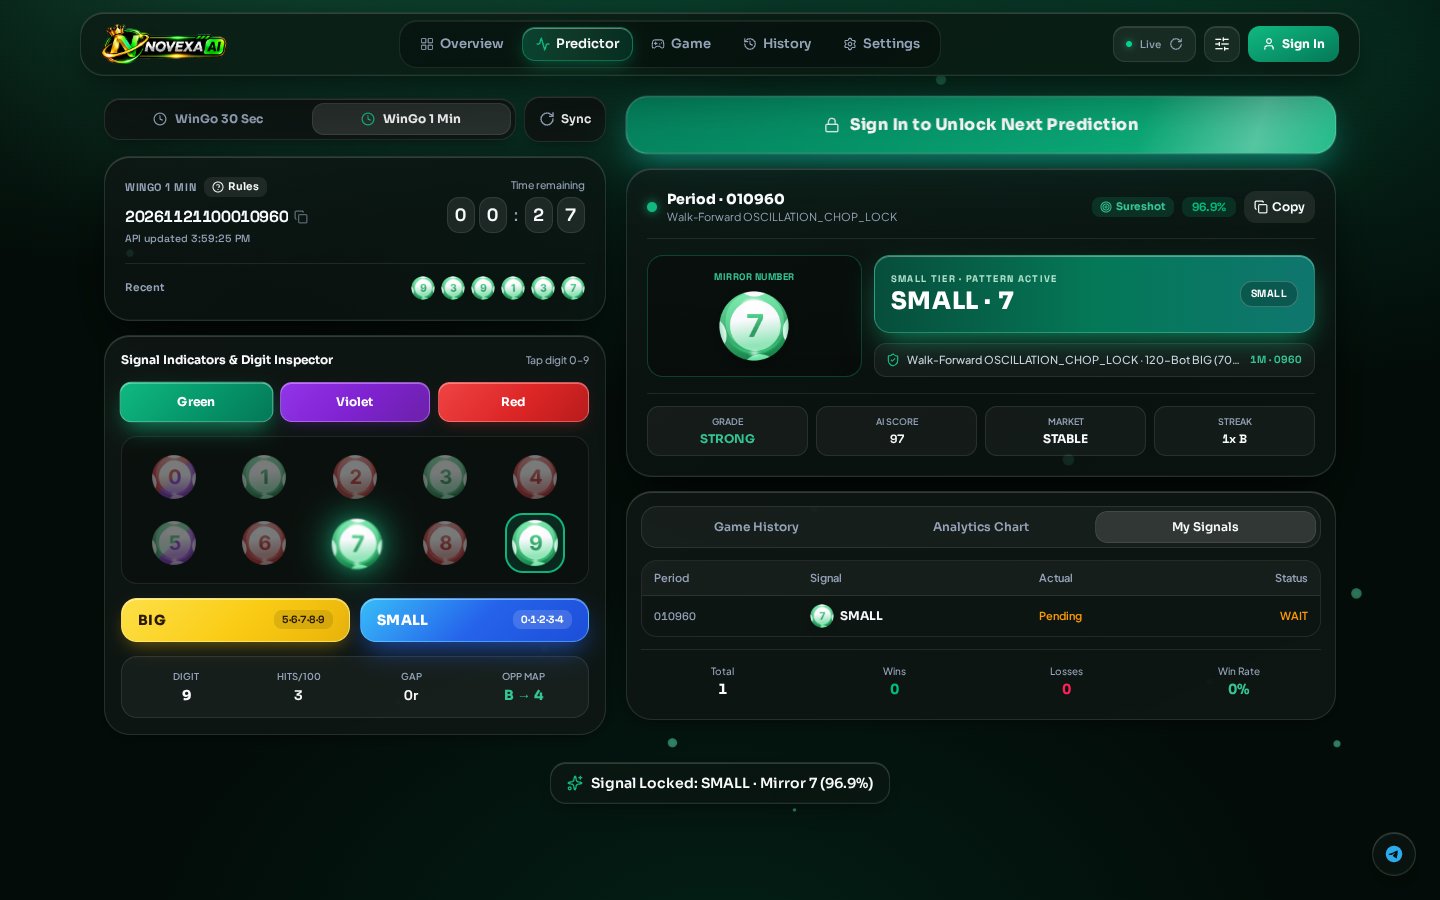 NOVEXA AI
Overview
Predictor
Game
History
Settings
Live
Sign In
WinGo 30 Sec
WinGo 1 Min
Sync
Sign In to Unlock Next Prediction
WINGO 1 MIN
Rules
Time remaining
20261121100010960
0 0 : 2 7
API updated 3:59:25 PM
Recent
9 3 9 1 3 7
Period · 010960
Walk-Forward OSCILLATION_CHOP_LOCK
Sureshot
96.9%
Copy
MIRROR NUMBER
7
SMALL TIER · PATTERN ACTIVE
SMALL · 7
SMALL
Walk-Forward OSCILLATION_CHOP_LOCK · 120-Bot BIG (70...
1M · 0960
GRADE
STRONG
AI SCORE
97
MARKET
STABLE
STREAK
1x B
Signal Indicators & Digit Inspector
Tap digit 0-9
Green
Violet
Red
0 1 2 3 4
5 6 7 8 9
BIG
5·6·7·8·9
SMALL
0·1·2·3·4
DIGIT
9
HITS/100
3
GAP
0r
OPP MAP
B → 4
Game History
Analytics Chart
My Signals
Period Signal Actual Status
010960 7 SMALL Pending WAIT
Total
1
Wins
0
Losses
0
Win Rate
0%
Signal Locked: SMALL · Mirror 7 (96.9%)